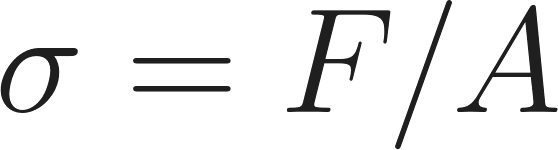 σ = F/A